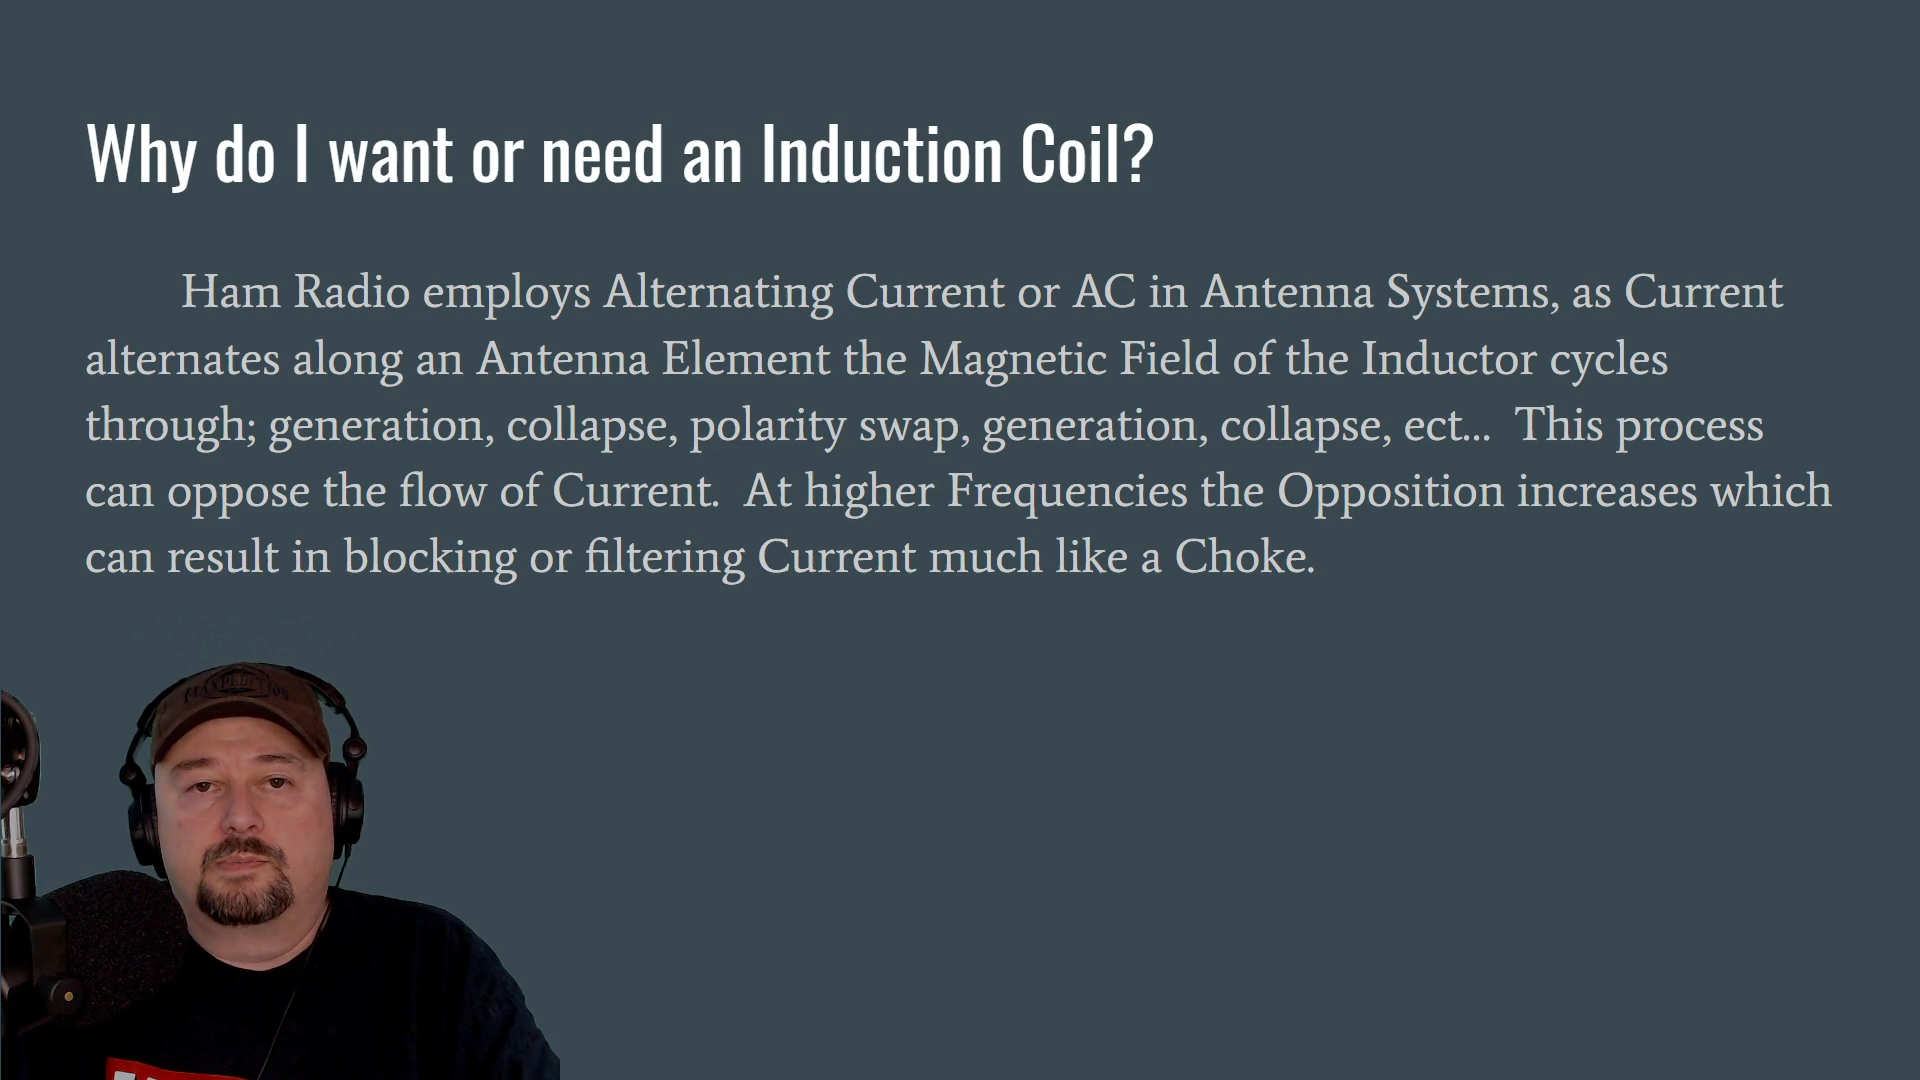 Why do I want or need an Induction Coil?
Ham Radio employs Alternating Current or AC in Antenna Systems, as Current
alternates along an Antenna Element the Magnetic Field of the Inductor cycles
through; generation, collapse, polarity swap, generation, collapse, ect... This process
can oppose the flow of Current. At higher Frequencies the Opposition increases which
can result in blocking or filtering Current much like a Choke.